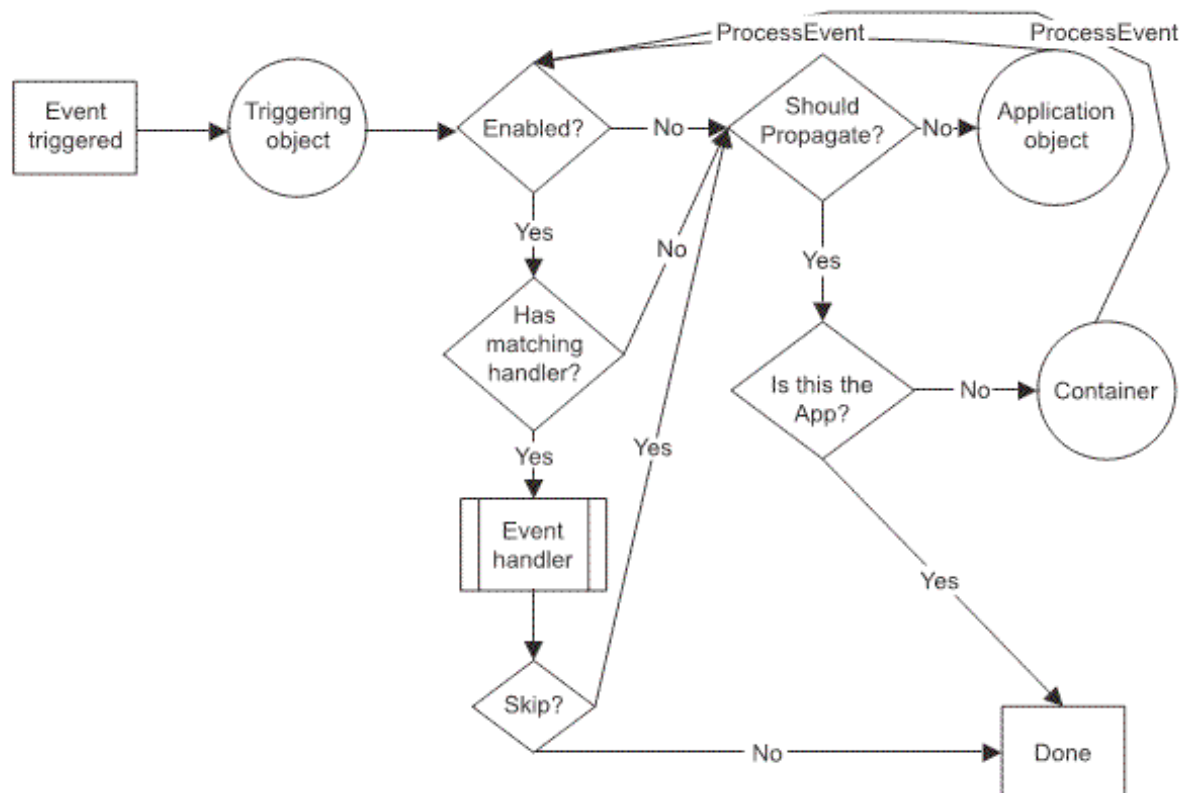 ProcessEvent
ProcessEvent
Event
triggered
Triggering
object
Enabled?
No
Should
Propagate?
No
Application
object
Yes
No
Yes
Has
matching
handler?
Is this the
App?
No
Container
Yes
Yes
Event
handler
Yes
Skip?
No
Done